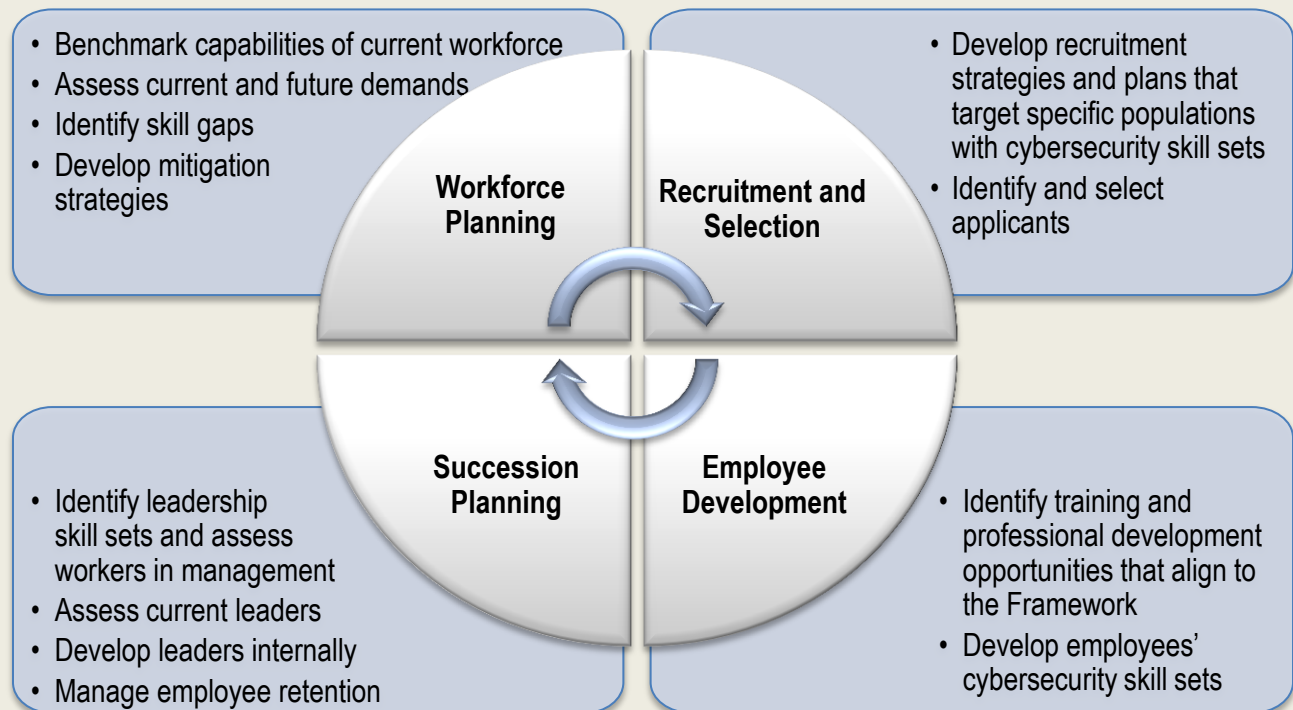 • Benchmark capabilities of current workforce
• Assess current and future demands
• Identify skill gaps
• Develop mitigation
strategies
Workforce
Planning
• Develop recruitment
strategies and plans that
target specific populations
with cybersecurity skill sets
• Identify and select
applicants
Recruitment and
Selection
Succession
Planning
• Identify leadership
skill sets and assess
workers in management
• Assess current leaders
• Develop leaders internally
• Manage employee retention
Employee
Development
• Identify training and
professional development
opportunities that align to
the Framework
• Develop employees’
cybersecurity skill sets